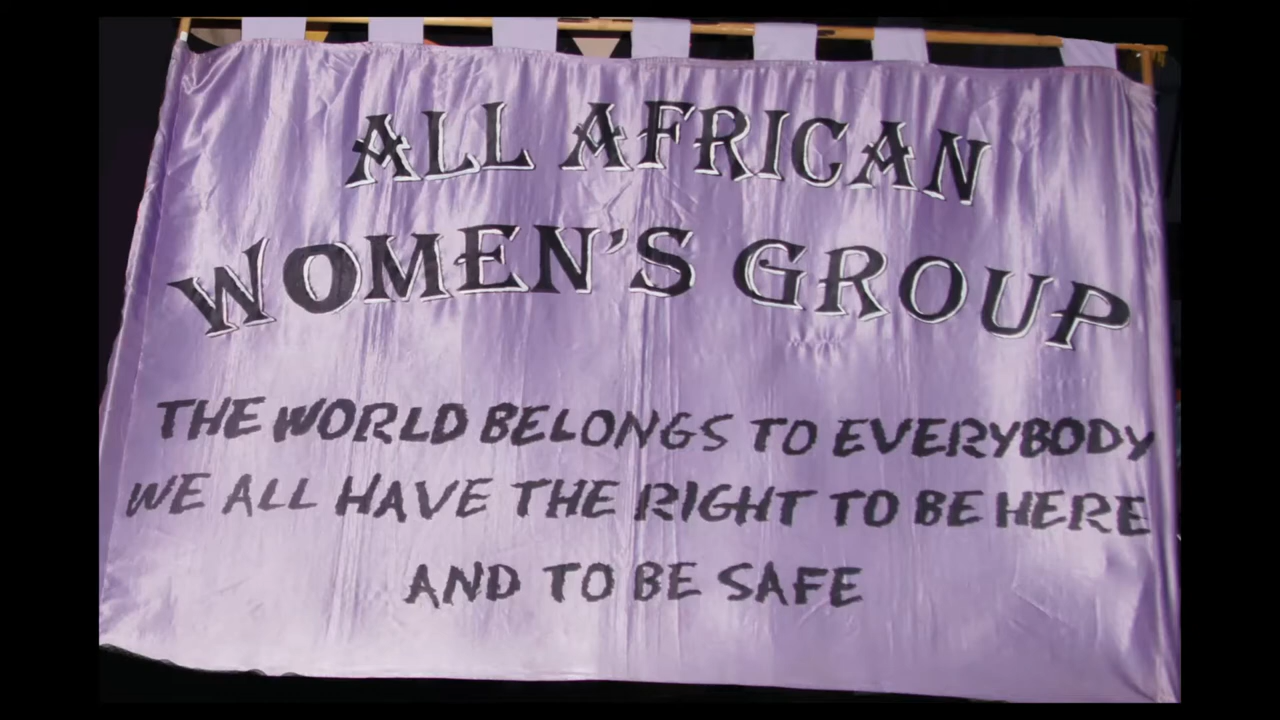 ALL AFRICAN
WOMEN'S GROUP
THE WORLD BELONGS TO EVERYBODY
WE ALL HAVE THE RIGHT TO BE HERE
AND TO BE SAFE